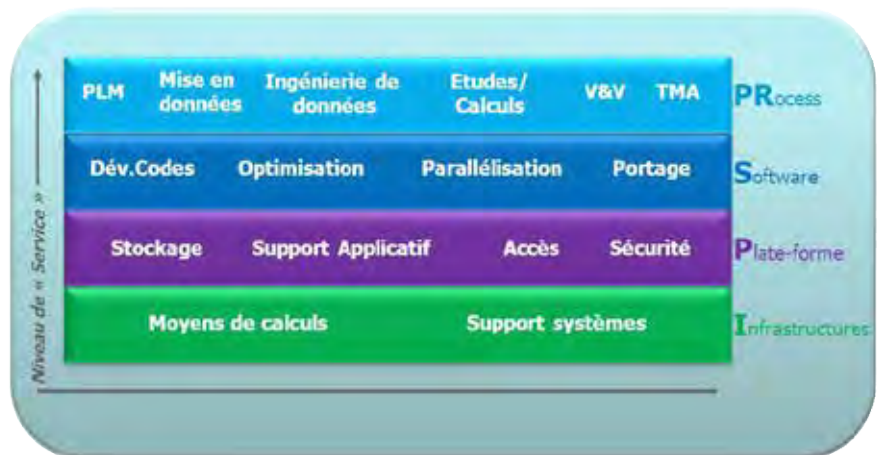 PLM Mise en données Ingénierie de données Etudes/ Calculs V&V TMA PRocess
Dév.Codes Optimisation Parallélisation Portage Software
Stockage Support Applicatif Accès Sécurité Plate-forme
Moyens de calculs Support systèmes Infrastructures
Niveau de « Service »